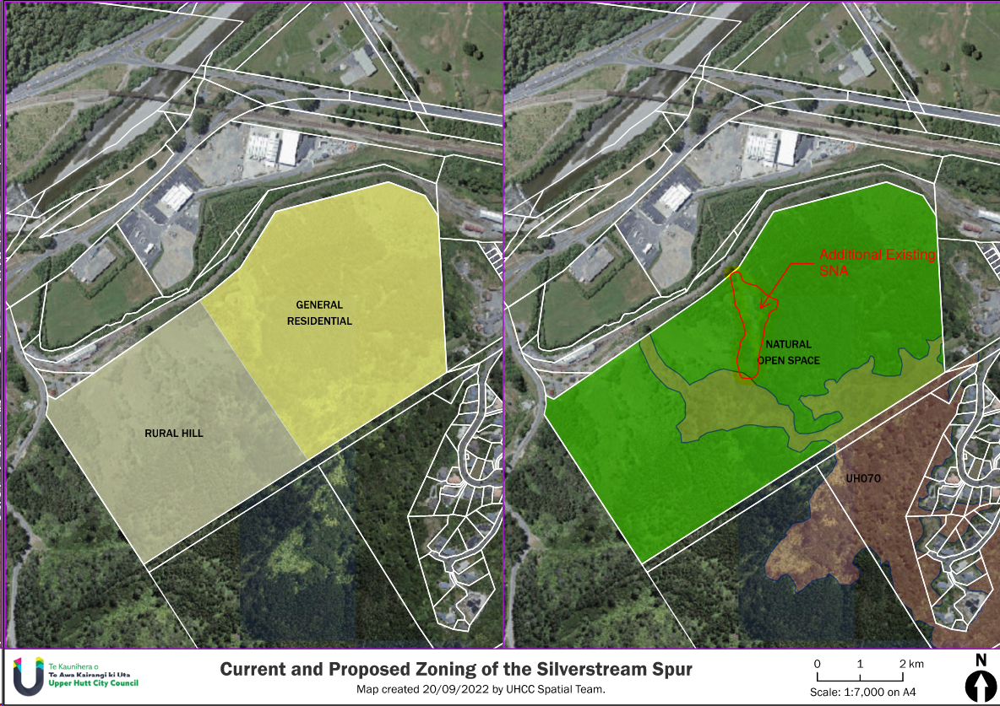 GENERAL
RESIDENTIAL
RURAL HILL
Additional Existing
SNA
NATURAL
OPEN SPACE
UH070
Te Kaunihera o
Te Awa Kairangi ki Uta
Upper Hutt City Council
Current and Proposed Zoning of the Silverstream Spur
Map created 20/09/2022 by UHCC Spatial Team.
0 1 2 km
Scale: 1:7,000 on A4
N